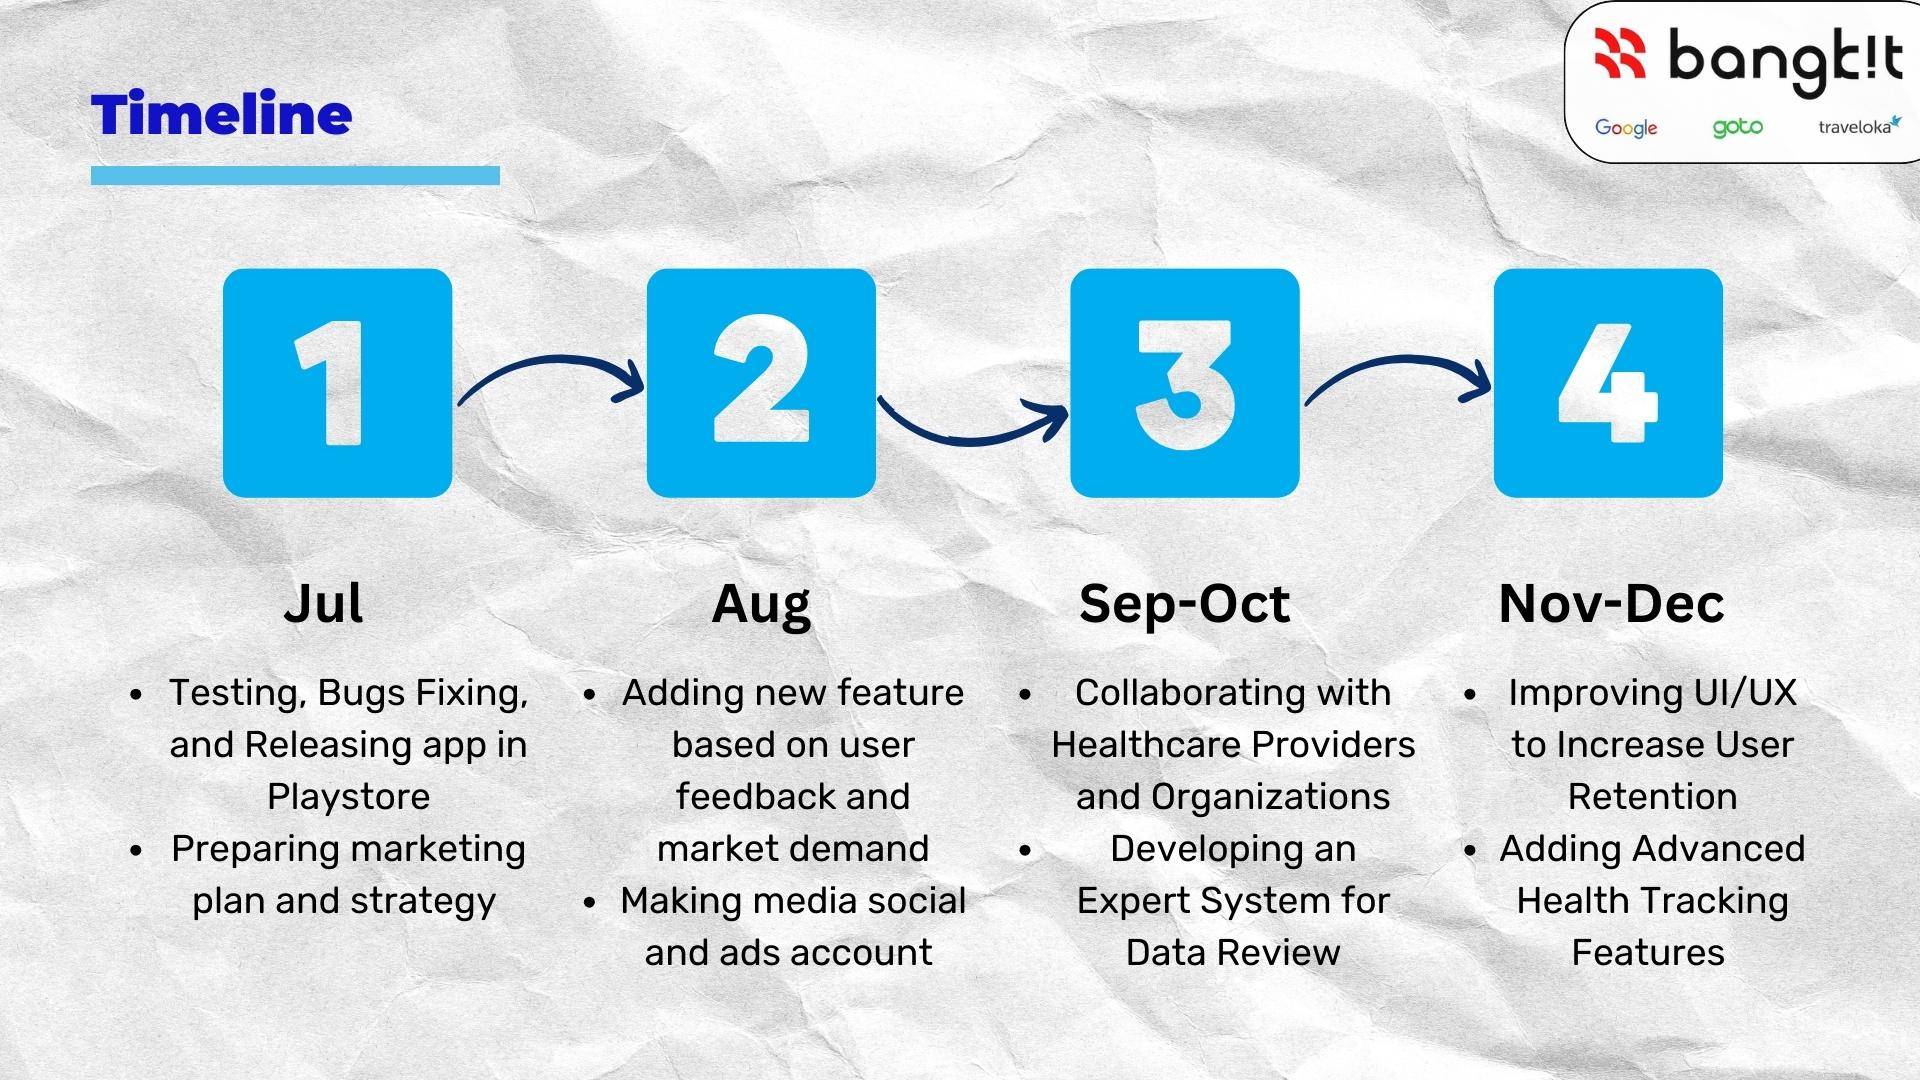 bangk!t
Google goto traveloka
Timeline
1 2 3 4
Jul
• Testing, Bugs Fixing,
and Releasing app in
Playstore
• Preparing marketing
plan and strategy
Aug
• Adding new feature
based on user
feedback and
market demand
• Making media social
and ads account
Sep-Oct
• Collaborating with
Healthcare Providers
and Organizations
• Developing an
Expert System for
Data Review
Nov-Dec
• Improving UI/UX
to Increase User
Retention
• Adding Advanced
Health Tracking
Features